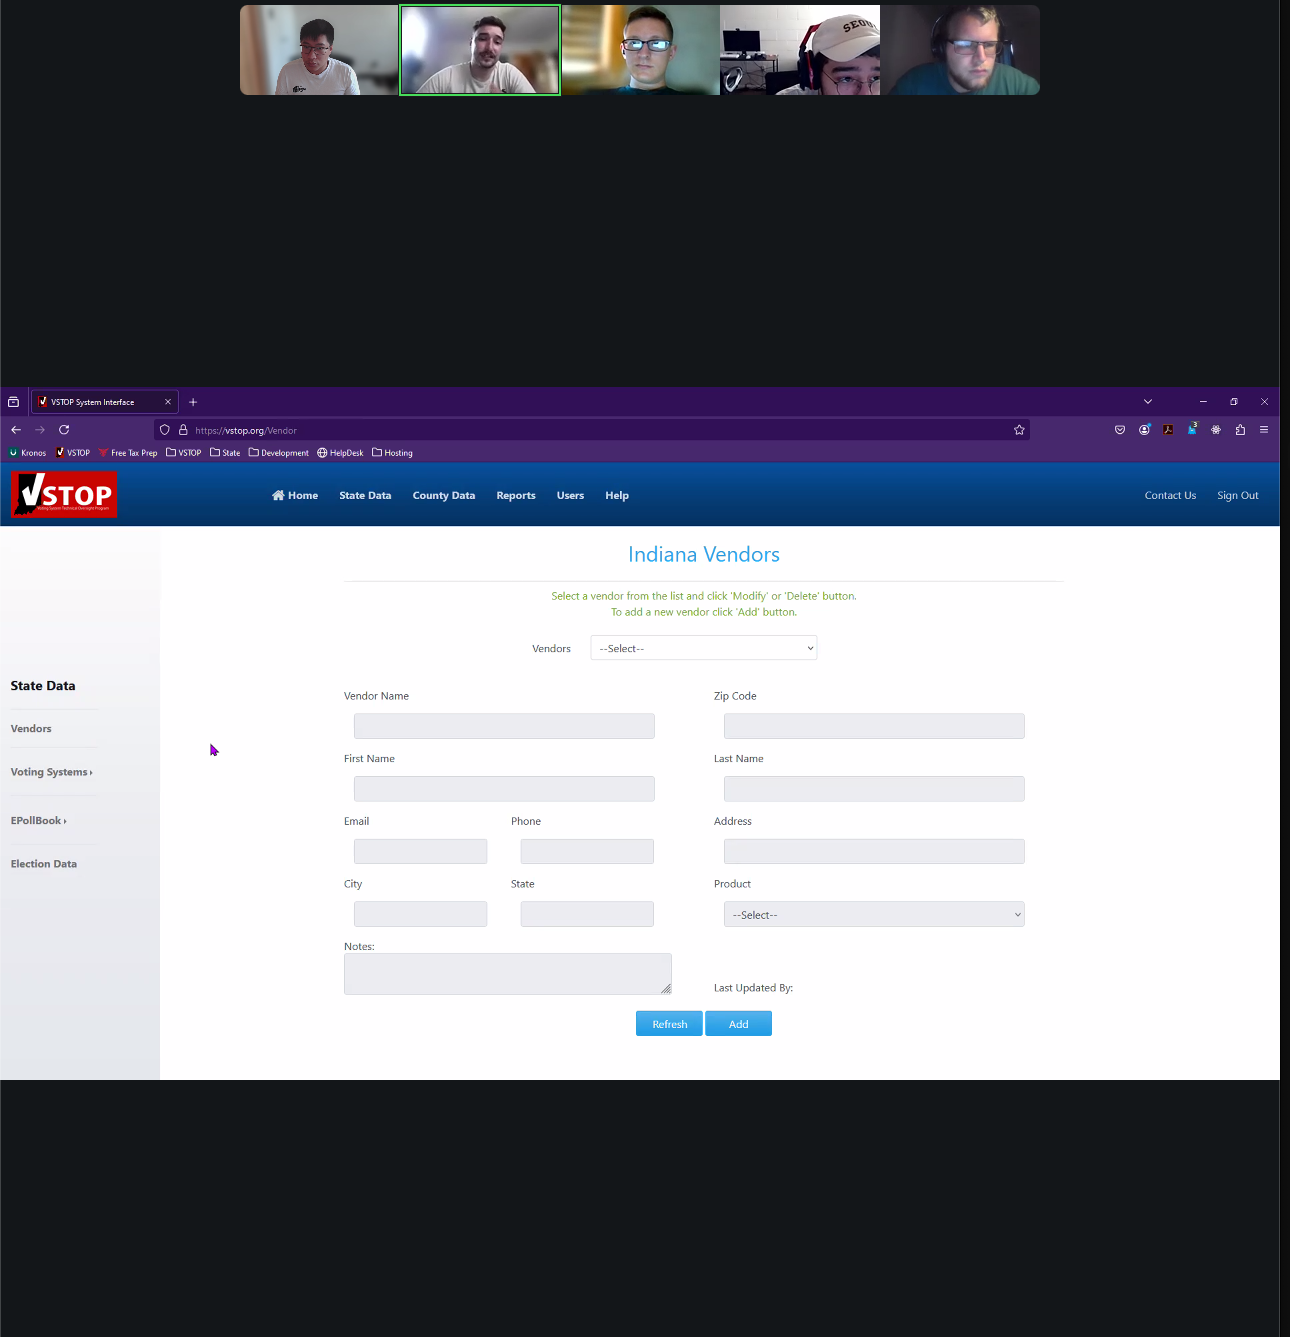 SEOU
VSTOP System Interface
https://vstop.org/Vendor
3
Kronos VSTOP Free Tax Prep VSTOP State Development HelpDesk Hosting
VSTOP
Voting System Technical Oversight Program
Home State Data County Data Reports Users Help Contact Us Sign Out
Indiana Vendors
Select a vendor from the list and click 'Modify' or 'Delete' button.
To add a new vendor click 'Add' button.
Vendors --Select--
State Data
Vendors
Voting Systems
EPollBook
Election Data
Vendor Name Zip Code
First Name Last Name
Email Phone Address
City State Product
--Select--
Notes:
Last Updated By:
Refresh Add